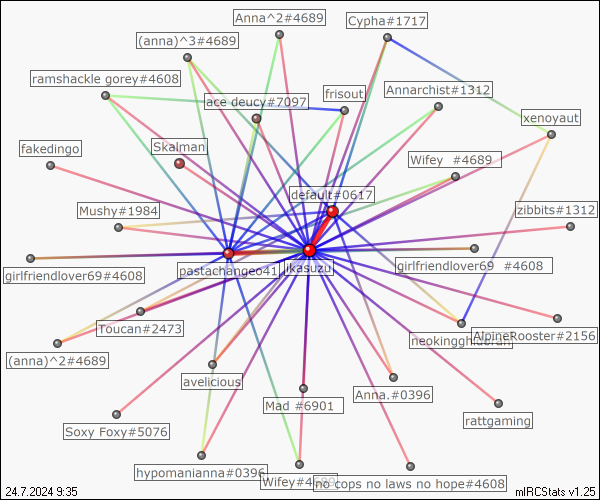 Anna^2#4689
Cypha#1717
(anna)^3#4689
ramshackle gorey#4608
frisout
Annarchist#1312
ace deucy#7097
xenoyaut
fakedingo
Skalman
Wifey #4689
default#0617
Mushy#1984
zibbits#1312
girlfriendlover69#4608
pastachangeo41
jikasuzu
girlfriendlover69 #4608
Toucan#2473
AlpineRooster#2156
(anna)^2#4689
avelicious
Anna.#0396
Mad #6901
rattgaming
Soxy Foxy#5076
hypomanianna#0396
Wifey#4689
no cops no laws no hope#4608
24.7.2024 9:35
mIRCStats v1.25